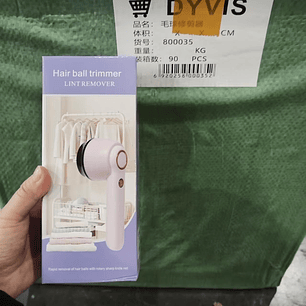 DYVIS
品名: 毛球修剪器
体积: X X CM
货号: 800035
重量: KG
装箱数: 90 PCS
6920256000352
Hair ball trimmer
LINT REMOVER